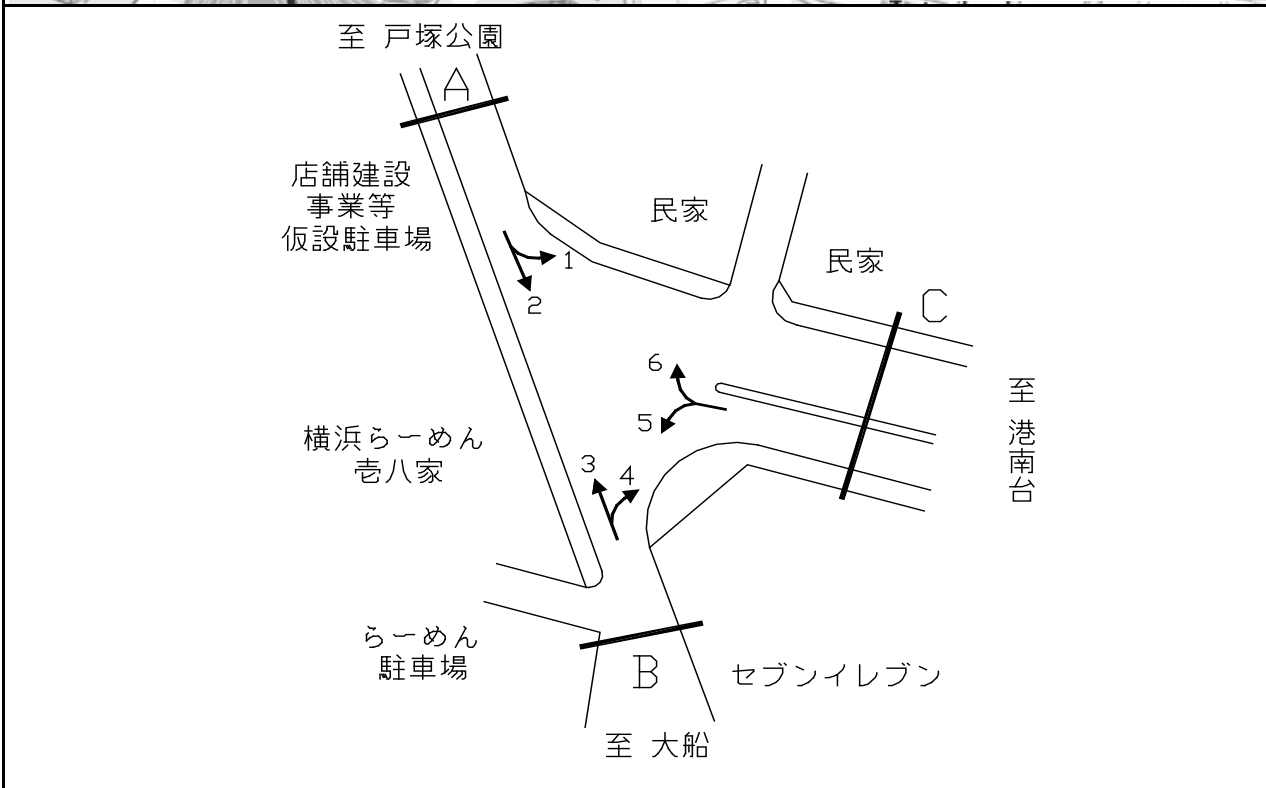 至 戸塚公園
A
店舗建設
事業等
仮設駐車場
民家
民家
1
2
C
6
5
至 港南台
横浜らーめん
壱八家
3
4
らーめん
駐車場
B
セブンイレブン
至 大船